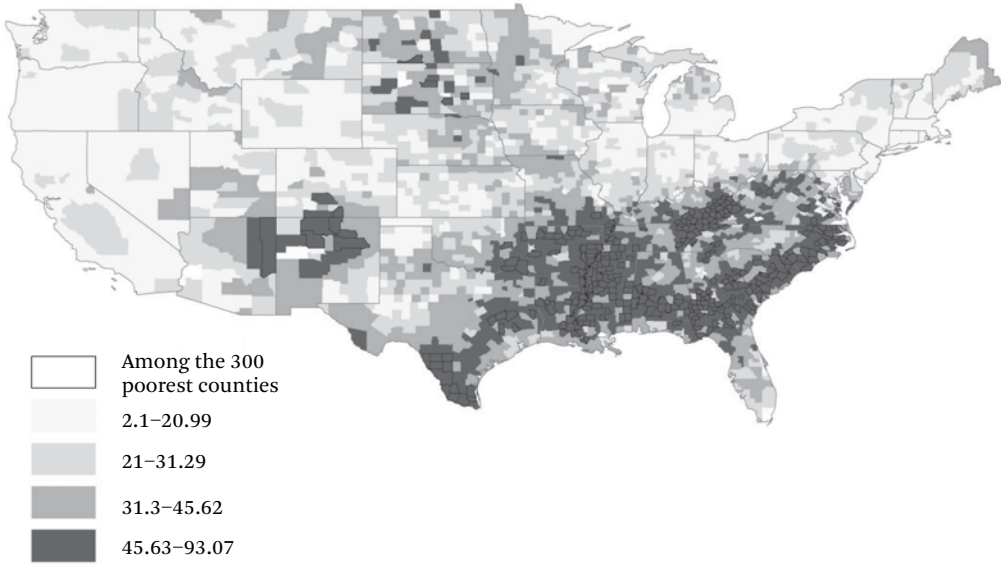 Among the 300
poorest counties
2.1–20.99
21–31.29
31.3–45.62
45.63–93.07